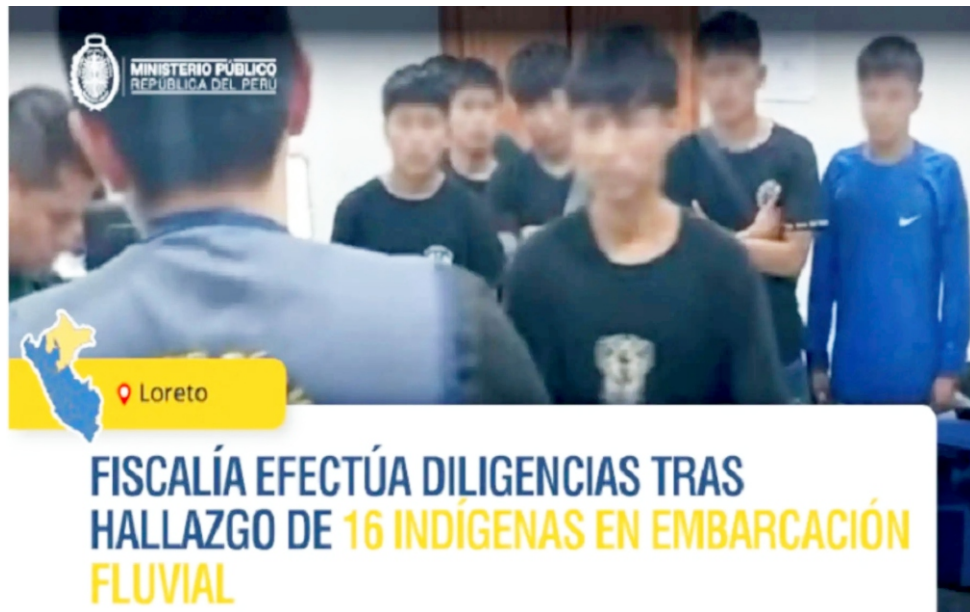 MINISTERIO PÚBLICO
REPÚBLICA DEL PERÚ
Loreto
FISCALÍA EFECTÚA DILIGENCIAS TRAS
HALLAZGO DE 16 INDÍGENAS EN EMBARCACIÓN
FLUVIAL